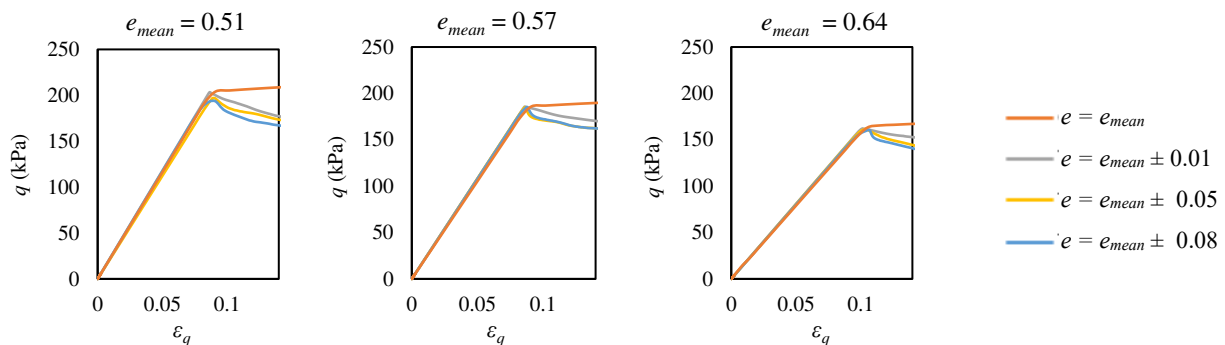 e_mean = 0.51
250
200
150
100
50
0
q (kPa)
0
0.05
0.1
ε_q
e_mean = 0.57
250
200
150
100
50
0
q (kPa)
0
0.05
0.1
ε_q
e_mean = 0.64
250
200
150
100
50
0
q (kPa)
0
0.05
0.1
ε_q
e = e_mean
e = e_mean ± 0.01
e = e_mean ± 0.05
e = e_mean ± 0.08